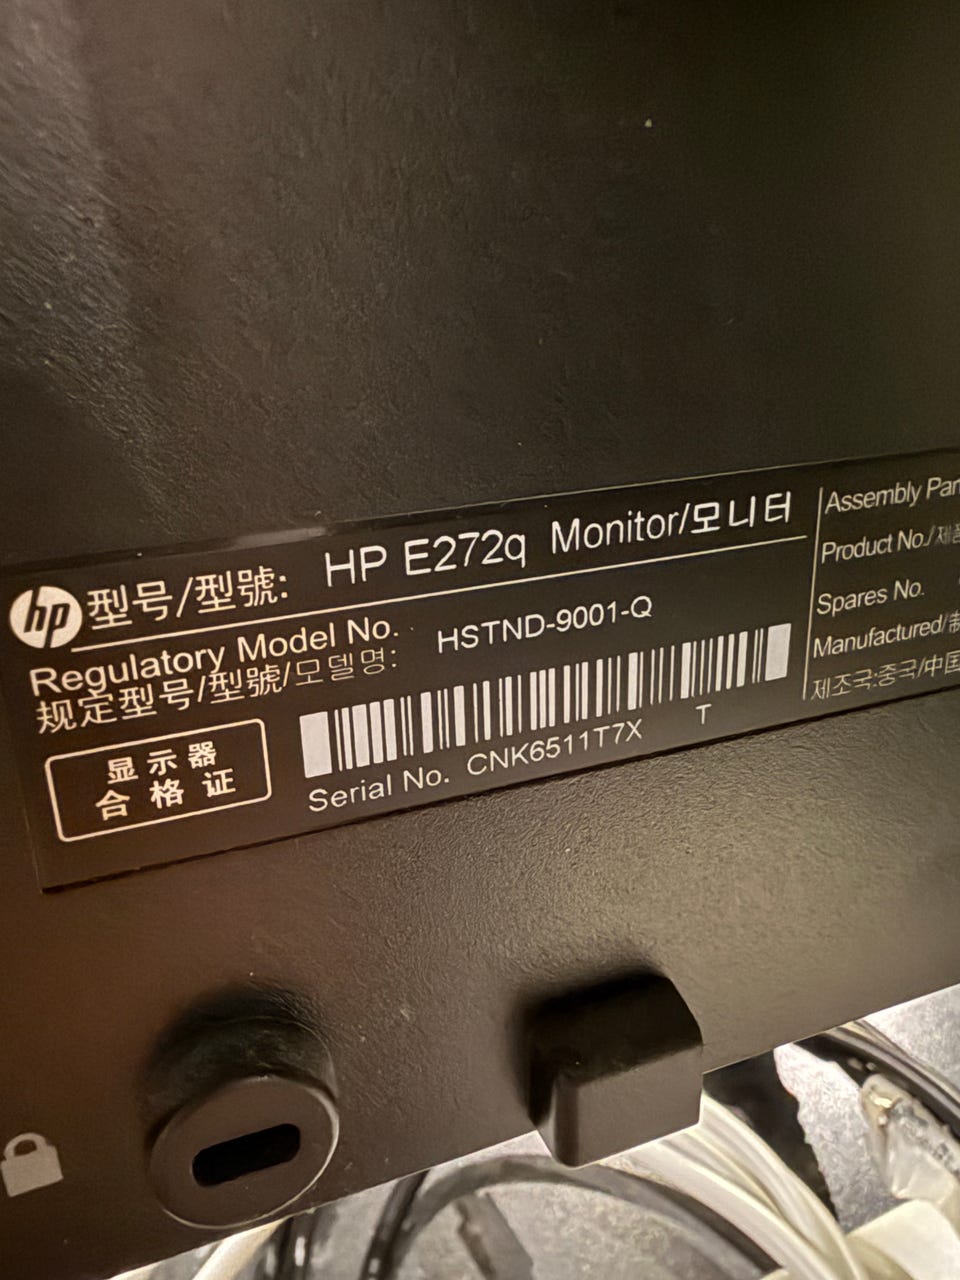 hp 型号/型號: HP E272q Monitor/모니터
Regulatory Model No.
规定型号/型號/모델명: HSTND-9001-Q
显示器
合格证
Serial No. CNK6511T7X T
Assembly
Product No./
Spares No.
Manufactured/
제조국:중국/中国